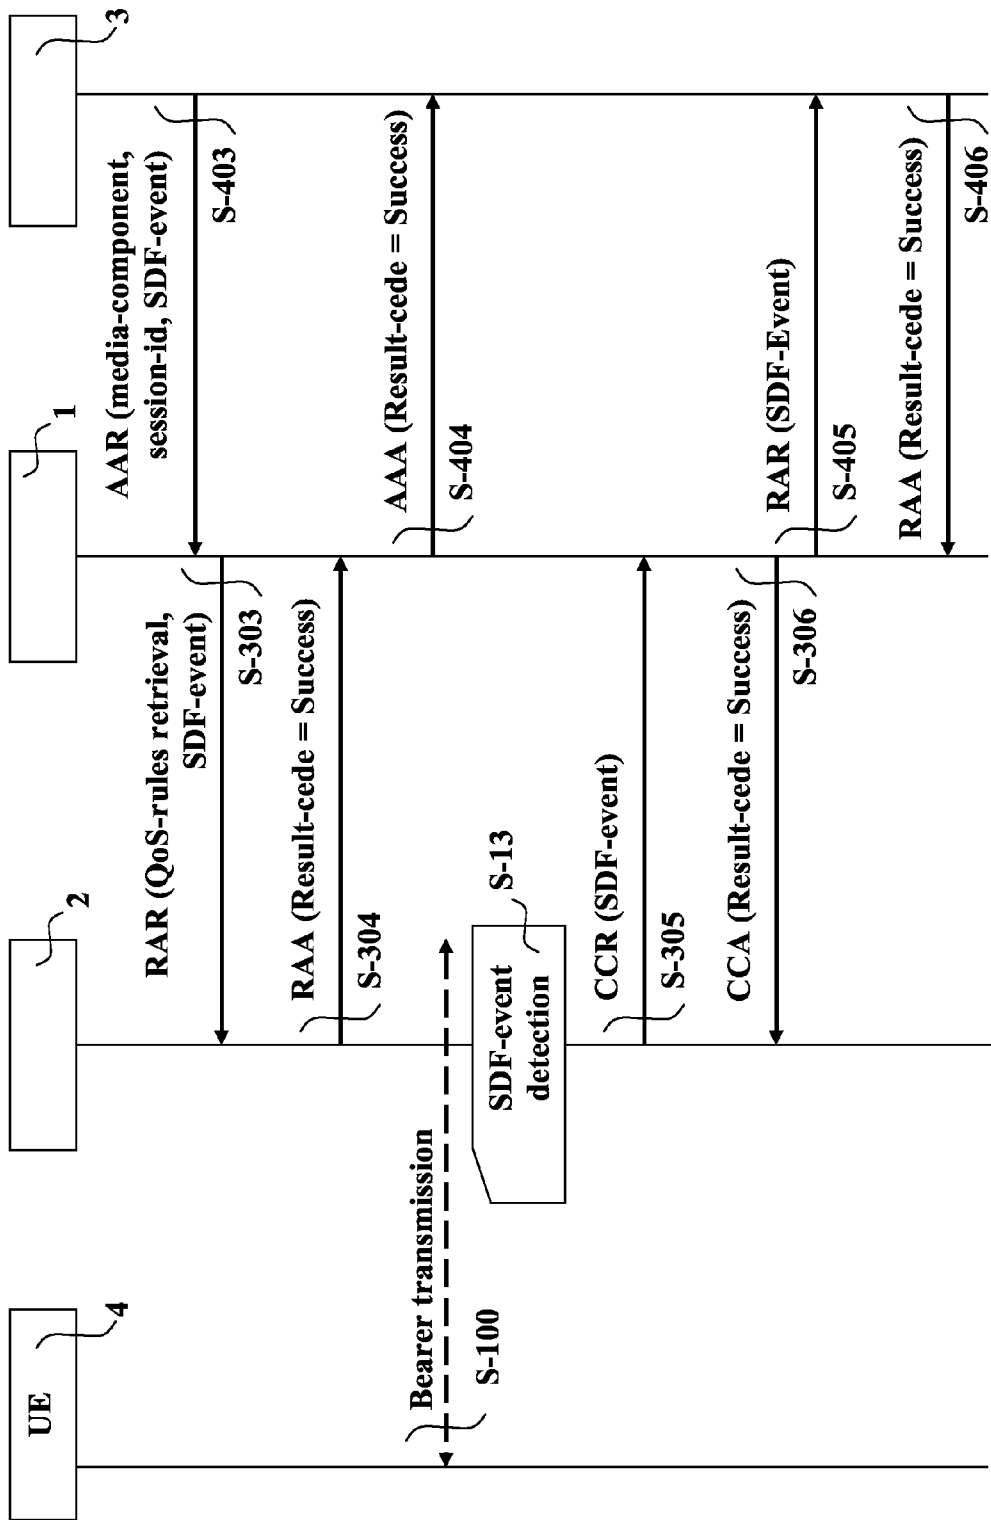 UE
4
2
1
3
AAR (media-component,
session-id, SDF-event)
S-403
RAR (QoS-rules retrieval,
SDF-event)
S-303
RAA (Result-cede = Success)
S-304
AAA (Result-cede = Success)
S-404
Bearer transmission
S-100
SDF-event
detection
S-13
CCR (SDF-event)
S-305
CCA (Result-cede = Success)
S-306
RAR (SDF-Event)
S-405
RAA (Result-cede = Success)
S-406